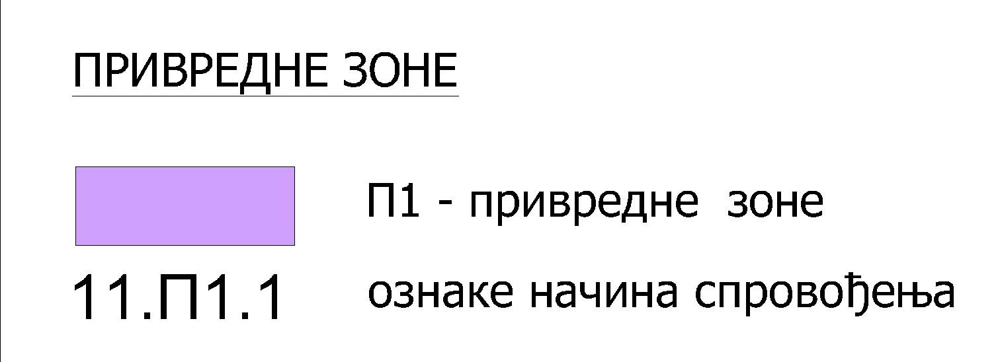 ПРИВРЕДНЕ ЗОНЕ
П1 - привредне зоне
11.П1.1 ознаке начина спровођења